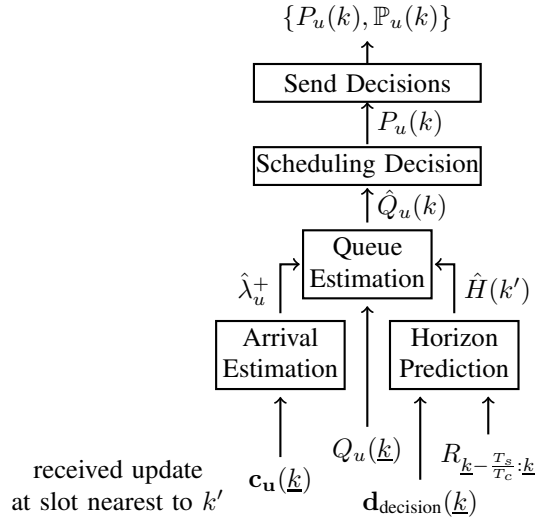 {P_u(k), ℙ_u(k)}
Send Decisions
P_u(k)
Scheduling Decision
Q̂_u(k)
Queue
Estimation
λ̂_u^+
Ĥ(k′)
Arrival
Estimation
Horizon
Prediction
Q_u(k̲)
R_{k̲−\frac{T_s}{T_c}:k̲}
received update
at slot nearest to k′
𝐜_𝐮(k̲)
𝐝_decision(k̲)